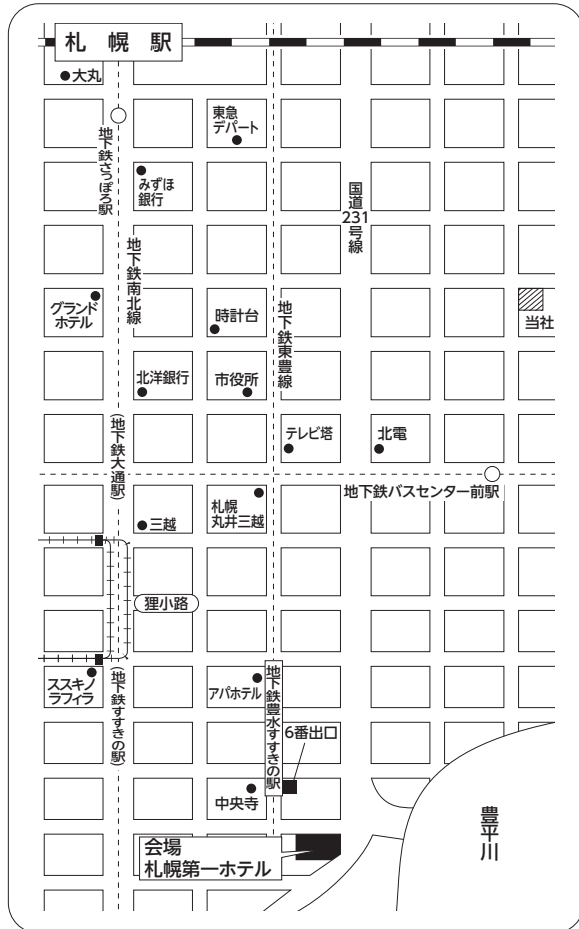 札幌駅
大丸
東急
デパート
地下鉄さっぽろ駅
みずほ
銀行
国道
231
号線
地下鉄南北線
グランド
ホテル
時計台
地下鉄東豊線
当社
北洋銀行
市役所
(地下鉄大通駅)
テレビ塔
北電
地下鉄バスセンター前駅
三越
札幌
丸井三越
狸小路
ススキノ
ラフィラ
(地下鉄すすきの駅)
アパホテル
地下鉄豊水すすきの駅
6番出口
中央寺
豊平川
会場
札幌第一ホテル